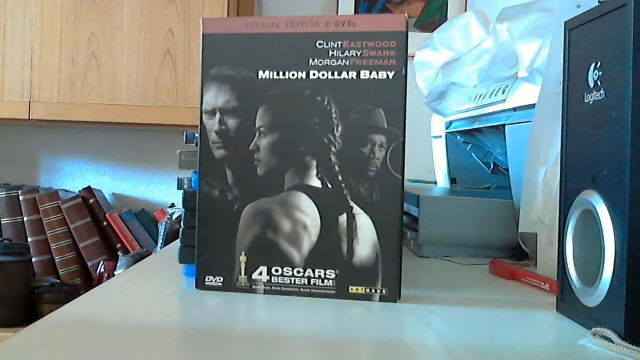 SPECIAL EDITION 2 DVDs
CLINT EASTWOOD
HILARY SWANK
MORGAN FREEMAN
MILLION DOLLAR BABY
DVD
4 OSCARS
BESTER FILM
ARTHAUS
Logitech